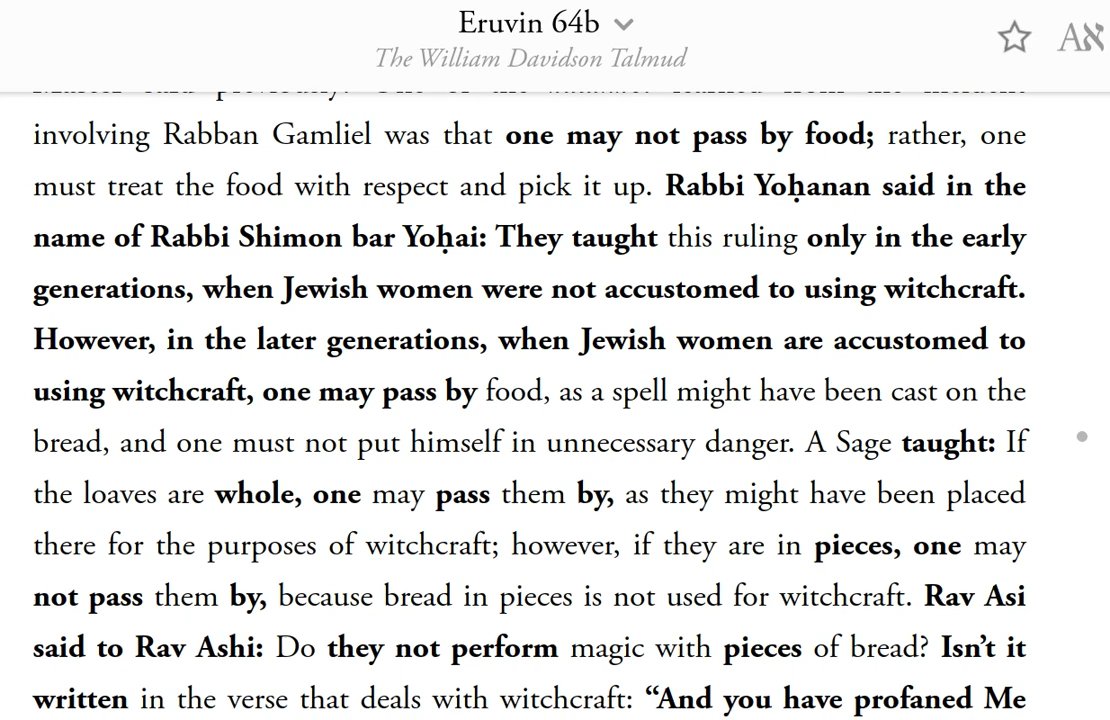 Eruvin 64b
The William Davidson Talmud
involving Rabban Gamliel was that one may not pass by food; rather, one
must treat the food with respect and pick it up. Rabbi Yoḥanan said in the
name of Rabbi Shimon bar Yoḥai: They taught this ruling only in the early
generations, when Jewish women were not accustomed to using witchcraft.
However, in the later generations, when Jewish women are accustomed to
using witchcraft, one may pass by food, as a spell might have been cast on the
bread, and one must not put himself in unnecessary danger. A Sage taught: If
the loaves are whole, one may pass them by, as they might have been placed
there for the purposes of witchcraft; however, if they are in pieces, one may
not pass them by, because bread in pieces is not used for witchcraft. Rav Asi
said to Rav Ashi: Do they not perform magic with pieces of bread? Isn’t it
written in the verse that deals with witchcraft: “And you have profaned Me